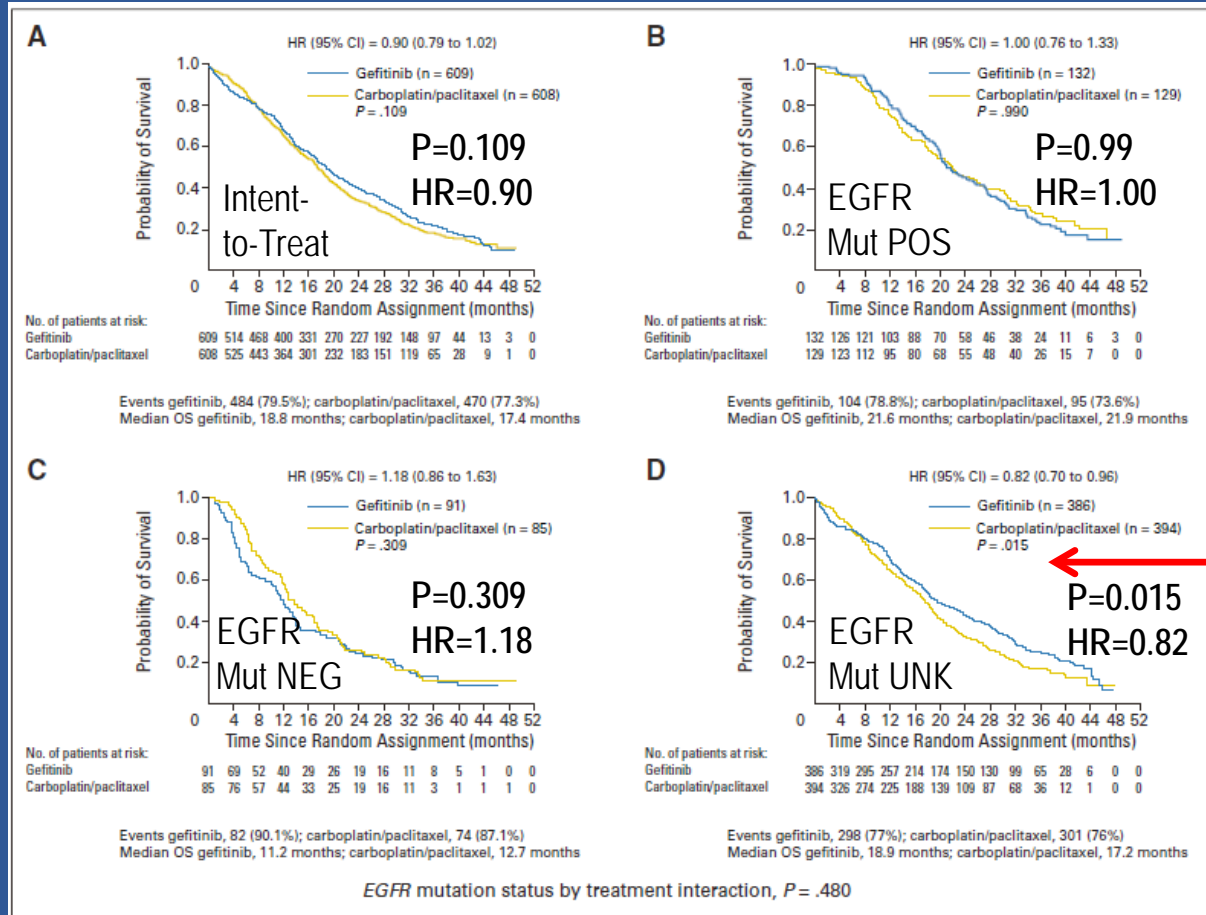 A
HR (95% CI) = 0.90 (0.79 to 1.02)
Probability of Survival
1.0
0.8
0.6
0.4
0.2
Gefitinib (n = 609)
Carboplatin/paclitaxel (n = 608)
P = .109
P=0.109
HR=0.90
Intent-
to-Treat
0 4 8 12 16 20 24 28 32 36 40 44 48 52
Time Since Random Assignment (months)
No. of patients at risk:
Gefitinib 609 514 468 400 331 270 227 192 148 97 44 13 3 0
Carboplatin/paclitaxel 608 525 443 364 301 232 183 151 119 65 28 9 1 0
Events gefitinib, 484 (79.5%); carboplatin/paclitaxel, 470 (77.3%)
Median OS gefitinib, 18.8 months; carboplatin/paclitaxel, 17.4 months
B
HR (95% CI) = 1.00 (0.76 to 1.33)
Probability of Survival
1.0
0.8
0.6
0.4
0.2
Gefitinib (n = 132)
Carboplatin/paclitaxel (n = 129)
P = .990
P=0.99
HR=1.00
EGFR
Mut POS
0 4 8 12 16 20 24 28 32 36 40 44 48 52
Time Since Random Assignment (months)
No. of patients at risk:
Gefitinib 132 126 121 103 88 70 58 46 38 24 11 6 3 0
Carboplatin/paclitaxel 129 123 112 95 80 68 55 48 40 26 15 7 0 0
Events gefitinib, 104 (78.8%); carboplatin/paclitaxel, 95 (73.6%)
Median OS gefitinib, 21.6 months; carboplatin/paclitaxel, 21.9 months
C
HR (95% CI) = 1.18 (0.86 to 1.63)
Probability of Survival
1.0
0.8
0.6
0.4
0.2
Gefitinib (n = 91)
Carboplatin/paclitaxel (n = 85)
P = .309
P=0.309
HR=1.18
EGFR
Mut NEG
0 4 8 12 16 20 24 28 32 36 40 44 48 52
Time Since Random Assignment (months)
No. of patients at risk:
Gefitinib 91 69 52 40 29 26 19 16 11 8 5 1 0 0
Carboplatin/paclitaxel 85 76 57 44 33 25 19 16 11 3 1 1 1 0
Events gefitinib, 82 (90.1%); carboplatin/paclitaxel, 74 (87.1%)
Median OS gefitinib, 11.2 months; carboplatin/paclitaxel, 12.7 months
D
HR (95% CI) = 0.82 (0.70 to 0.96)
Probability of Survival
1.0
0.8
0.6
0.4
0.2
Gefitinib (n = 386)
Carboplatin/paclitaxel (n = 394)
P = .015
P=0.015
HR=0.82
EGFR
Mut UNK
0 4 8 12 16 20 24 28 32 36 40 44 48 52
Time Since Random Assignment (months)
No. of patients at risk:
Gefitinib 386 319 295 257 214 174 150 130 99 65 28 6 0 0
Carboplatin/paclitaxel 394 326 274 225 188 139 109 87 68 36 12 1 0 0
Events gefitinib, 298 (77%); carboplatin/paclitaxel, 301 (76%)
Median OS gefitinib, 18.9 months; carboplatin/paclitaxel, 17.2 months
EGFR mutation status by treatment interaction, P = .480